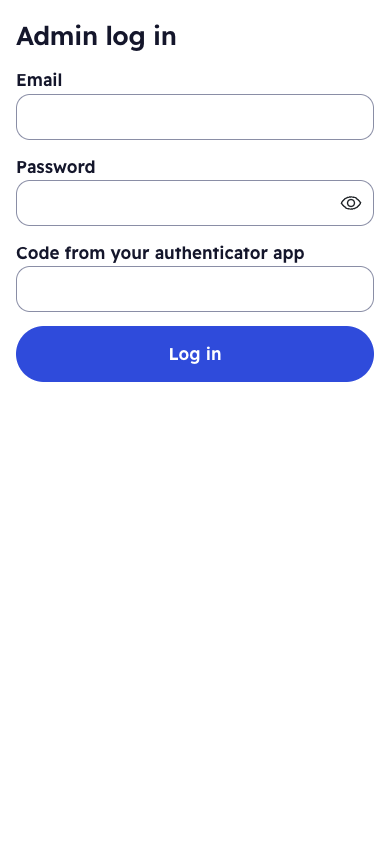 Admin log in
Email
Password
Code from your authenticator app
Log in